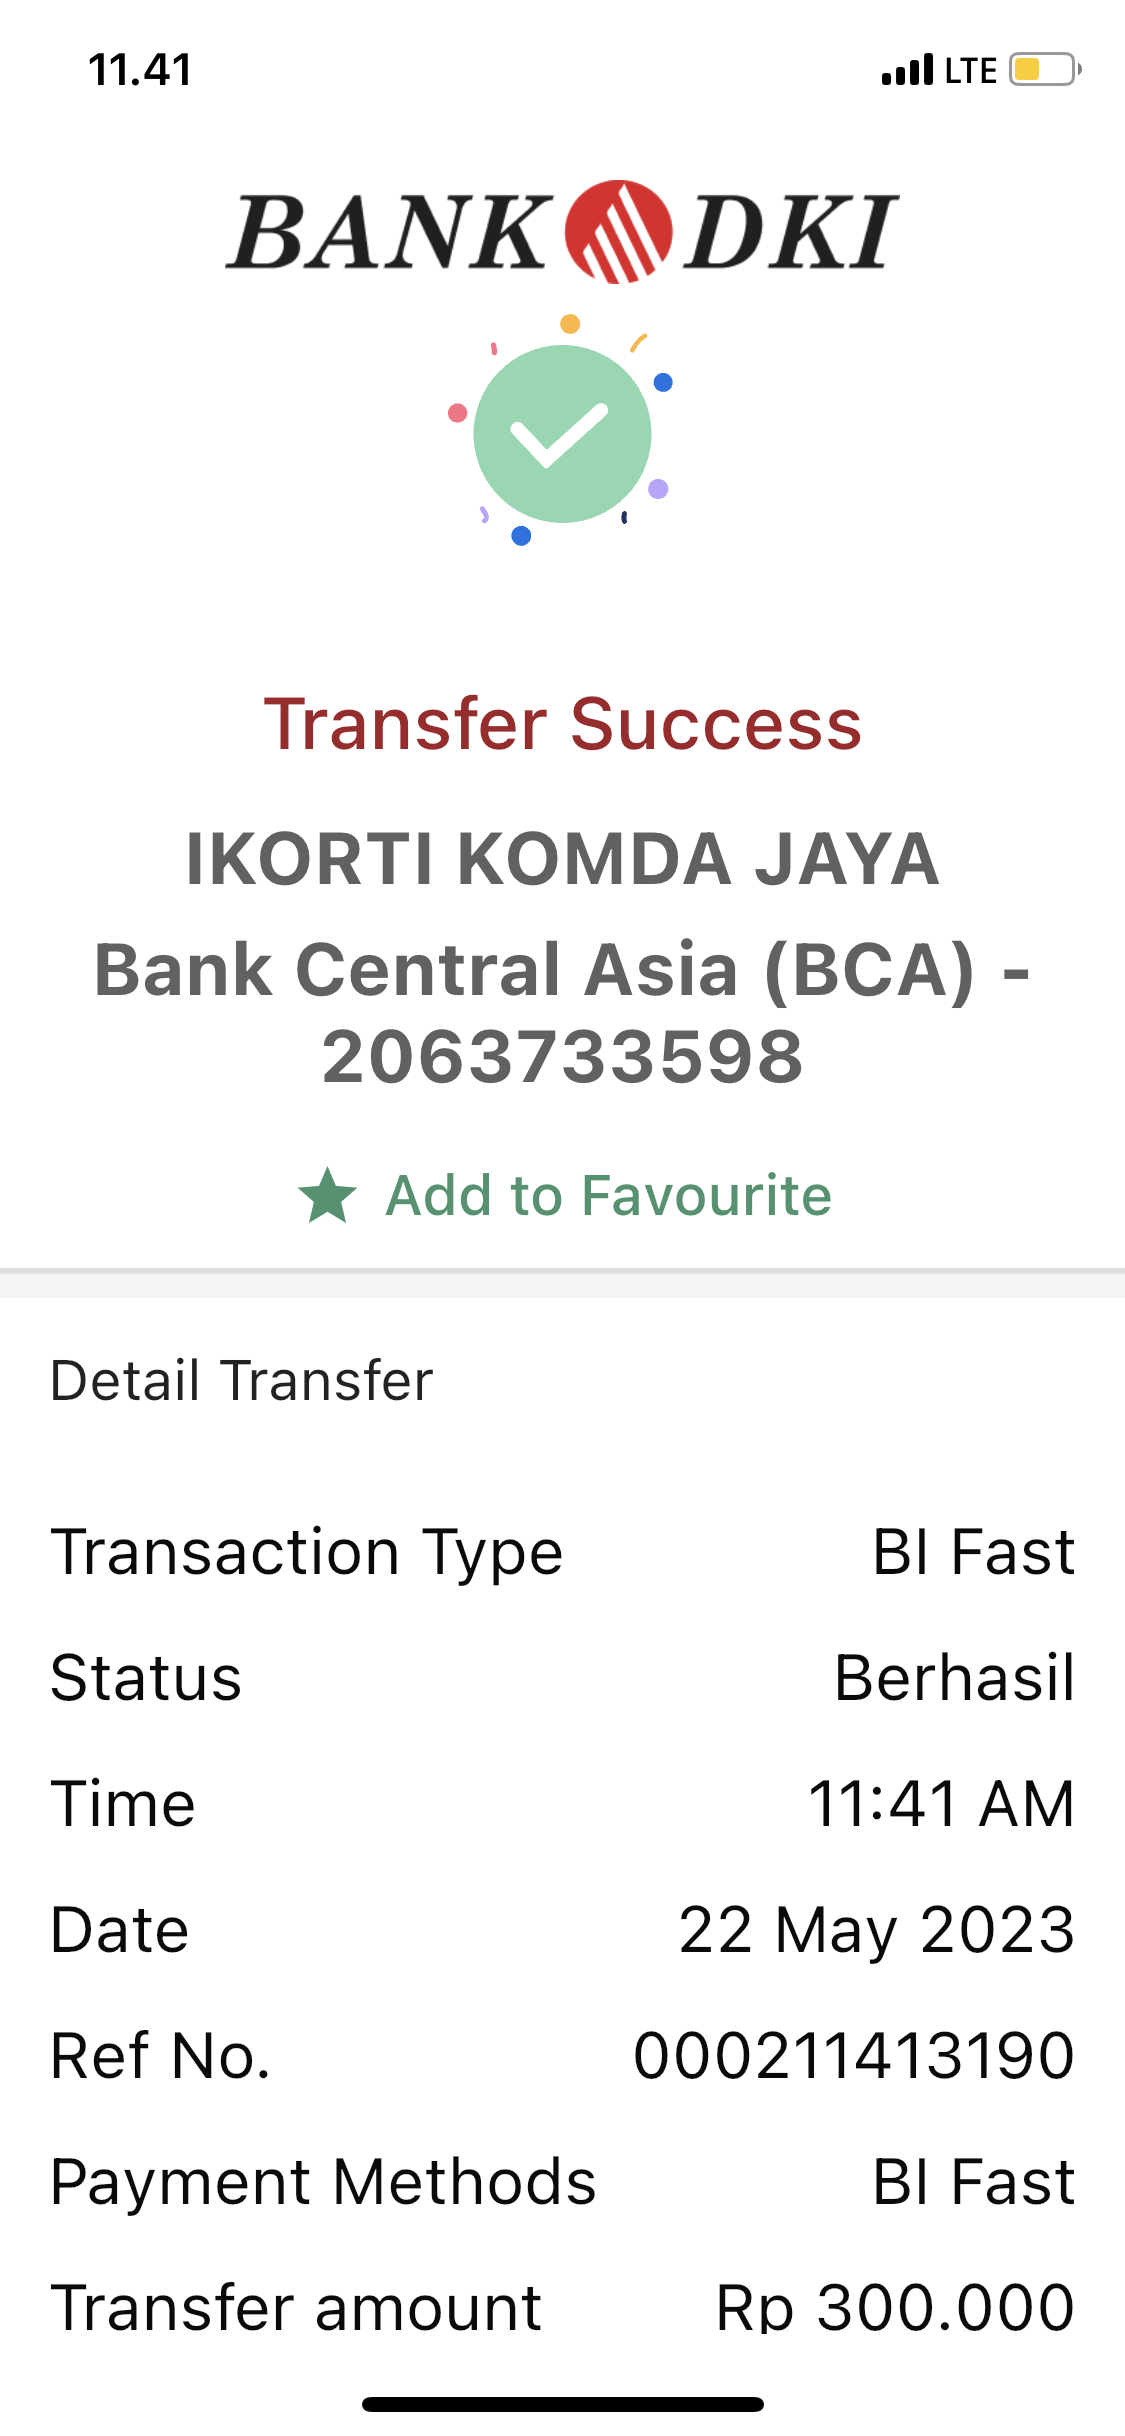 11.41 LTE
BANK DKI
Transfer Success
IKORTI KOMDA JAYA
Bank Central Asia (BCA) -
2063733598
Add to Favourite
Detail Transfer
Transaction Type BI Fast
Status Berhasil
Time 11:41 AM
Date 22 May 2023
Ref No. 000211413190
Payment Methods BI Fast
Transfer amount Rp 300.000